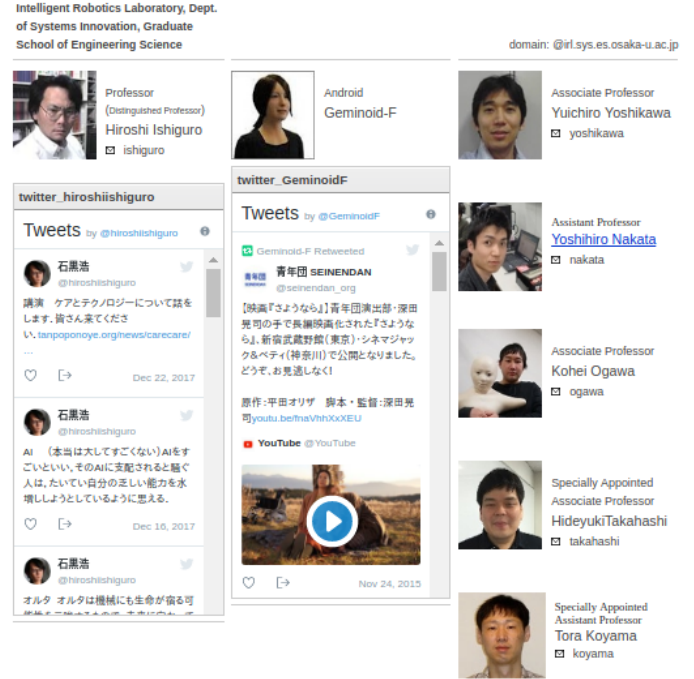 Intelligent Robotics Laboratory, Dept.
of Systems Innovation, Graduate
School of Engineering Science
domain: @irl.sys.es.osaka-u.ac.jp
Professor
(Distinguished Professor)
Hiroshi Ishiguro
ishiguro
twitter_hiroshiishiguro
Tweets by @hiroshiishiguro
石黒浩
@hiroshiishiguro
講演　ケアとテクノロジーについて話を
します。皆さん来てくださ
い。tanpoponoye.org/news/carecare/
…
Dec 22, 2017
石黒浩
@hiroshiishiguro
AI　（本当は大してすごくない）AIをす
ごいといい、そのAIに支配されると騒ぐ
人は、たいてい自分の乏しい能力を水
増ししようとしているように思える。
Dec 16, 2017
石黒浩
@hiroshiishiguro
オルタ オルタは機械にも生命が宿る可
Android
Geminoid-F
twitter_GeminoidF
Tweets by @GeminoidF
Geminoid-F Retweeted
青年団
青年団 SEINENDAN
@seinendan_org
【映画『さようなら』】青年団演出部・深田
晃司の手で長編映画化された『さような
ら』、新宿武蔵野館（東京）・シネマジャッ
ク&ベティ（神奈川）で公開となりました。
どうぞ、お見逃しなく！
原作：平田オリザ　脚本・監督：深田晃
司youtu.be/fnaVhhXxXEU
YouTube @YouTube
Nov 24, 2015
Associate Professor
Yuichiro Yoshikawa
yoshikawa
Assistant Professor
Yoshihiro Nakata
nakata
Associate Professor
Kohei Ogawa
ogawa
Specially Appointed
Associate Professor
HideyukiTakahashi
takahashi
Specially Appointed
Assistant Professor
Tora Koyama
koyama